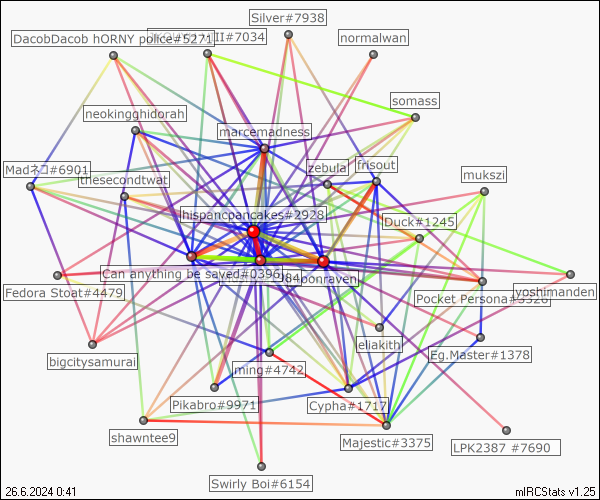 Silver#7938
DacobDacob hORNY police#5271
II#7034
normalwan
somass
neokingghidorah
marcemadness
zebula
frisout
Madネコ#6901
thesecondtwat
mukszi
hispancpancakes#2928
Duck#1245
Can anything be saved#0396
ponraven
Fedora Stoat#4479
Pocket Persona#5526
yoshimanden
eliakith
Eg.Master#1378
bigcitysamurai
ming#4742
Pikabro#9971
Cypha#1717
shawntee9
Majestic#3375
LPK2387 #7690
Swirly Boi#6154
26.6.2024 0:41
mIRCStats v1.25